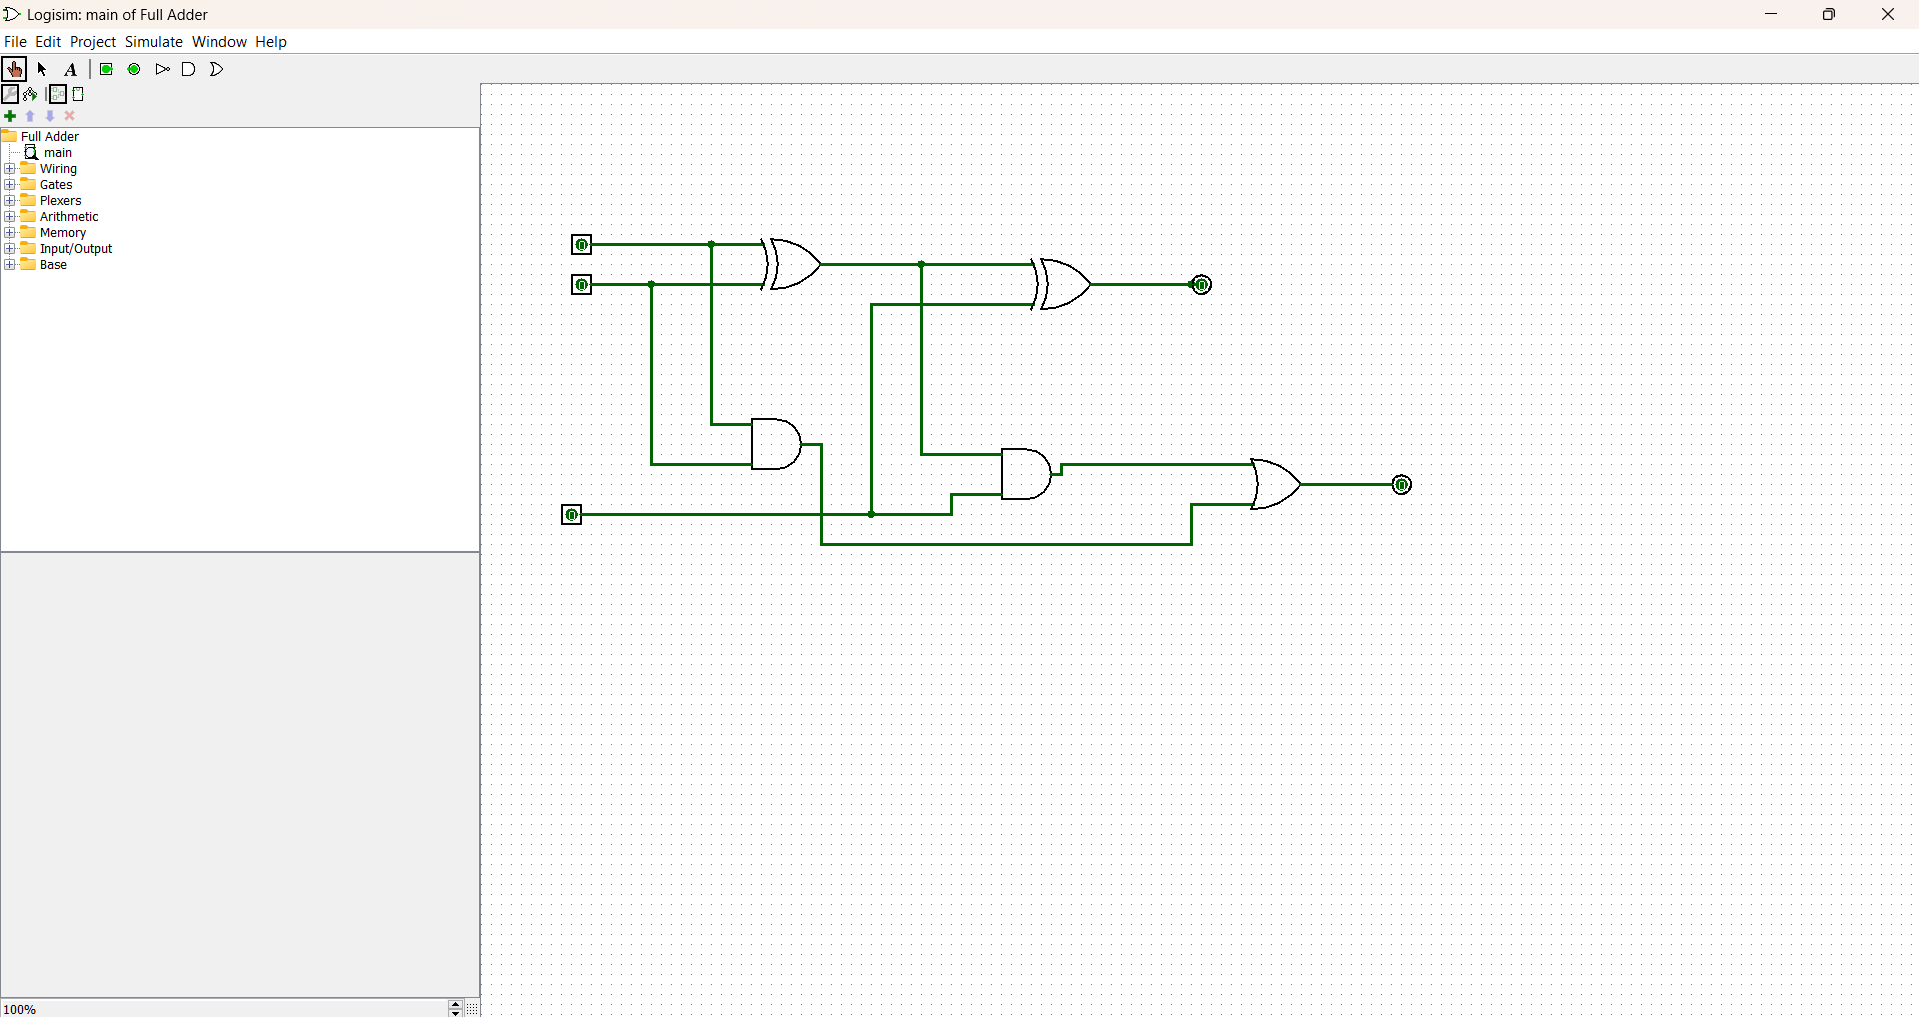 Logisim: main of Full Adder
File Edit Project Simulate Window Help
A
Full Adder
main
Wiring
Gates
Plexers
Arithmetic
Memory
Input/Output
Base
0
0
0
0
0
0
100%